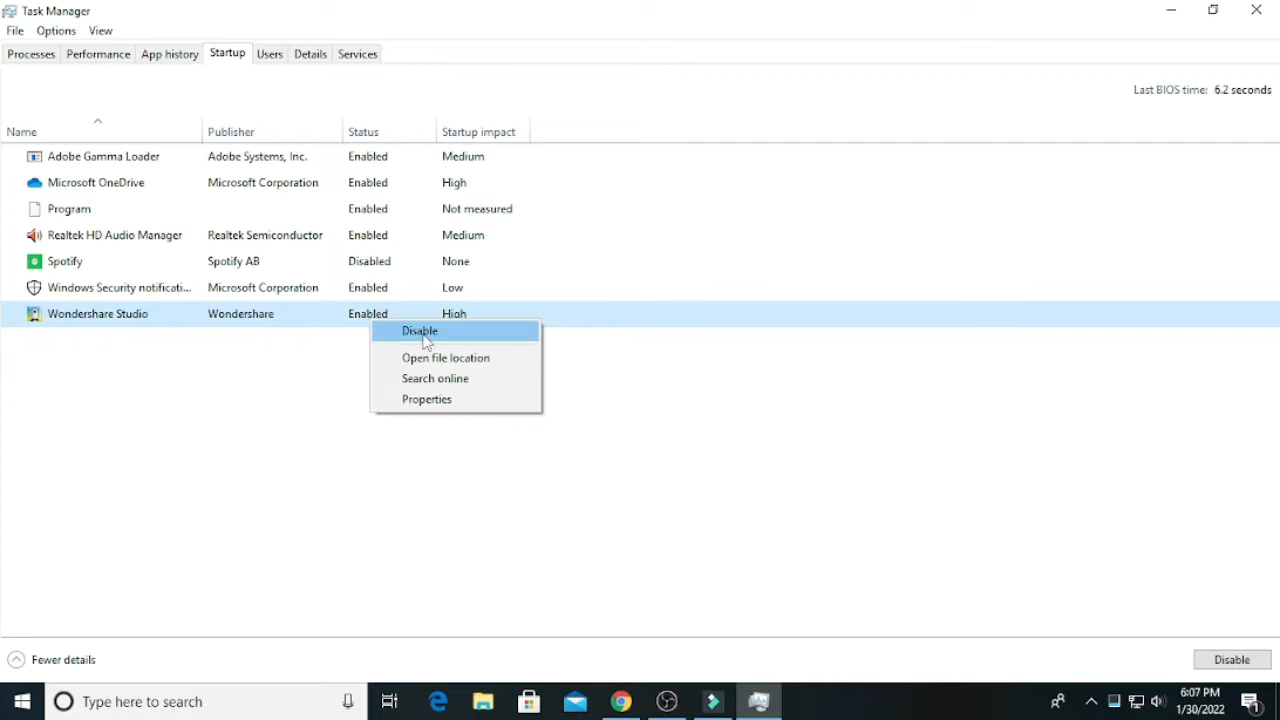 Task Manager
File Options View
Processes Performance App history Startup Users Details Services
Last BIOS time: 6.2 seconds
Name Publisher Status Startup impact
Adobe Gamma Loader Adobe Systems, Inc. Enabled Medium
Microsoft OneDrive Microsoft Corporation Enabled High
Program Enabled Not measured
Realtek HD Audio Manager Realtek Semiconductor Enabled Medium
Spotify Spotify AB Disabled None
Windows Security notificati... Microsoft Corporation Enabled Low
Wondershare Studio Wondershare Enabled High
Disable
Open file location
Search online
Properties
Fewer details Disable
Type here to search 6:07 PM
1/30/2022 1